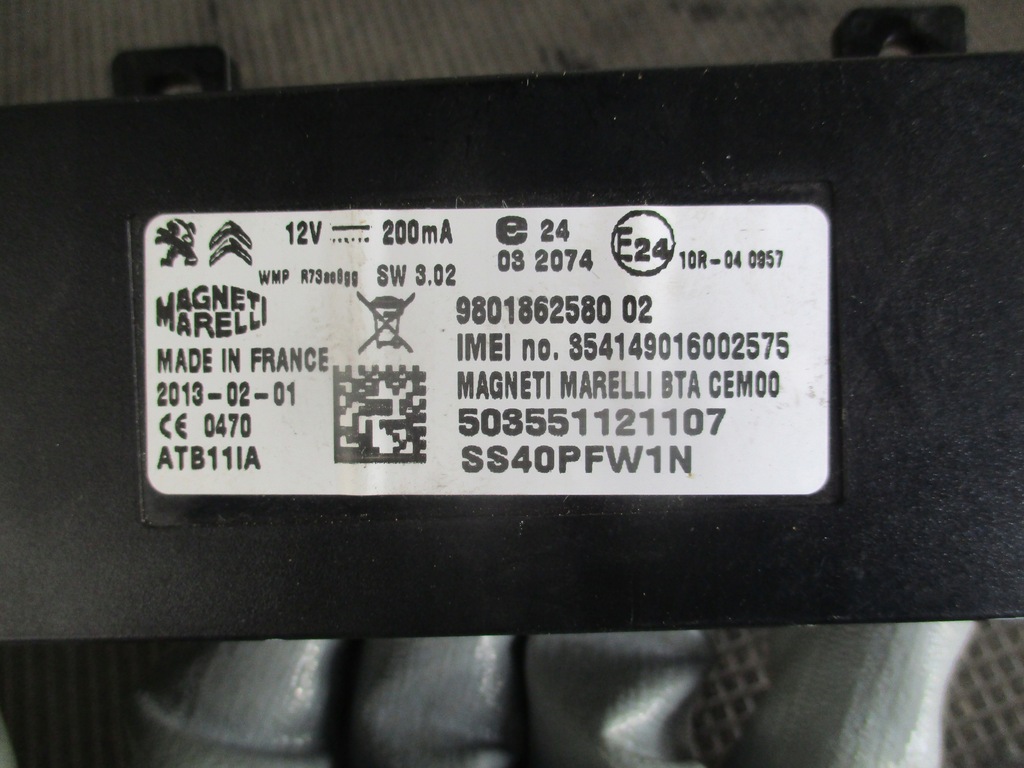 12V 200mA
e 24
03 2074
E24
10R-04 0957
WMP R73ae8gg SW 3.02
MAGNETI
MARELLI
MADE IN FRANCE
2013-02-01
CE 0470
ATB11IA
9801862580 02
IMEI no. 354149016002575
MAGNETI MARELLI BTA CEM00
503551121107
SS40PFW1N